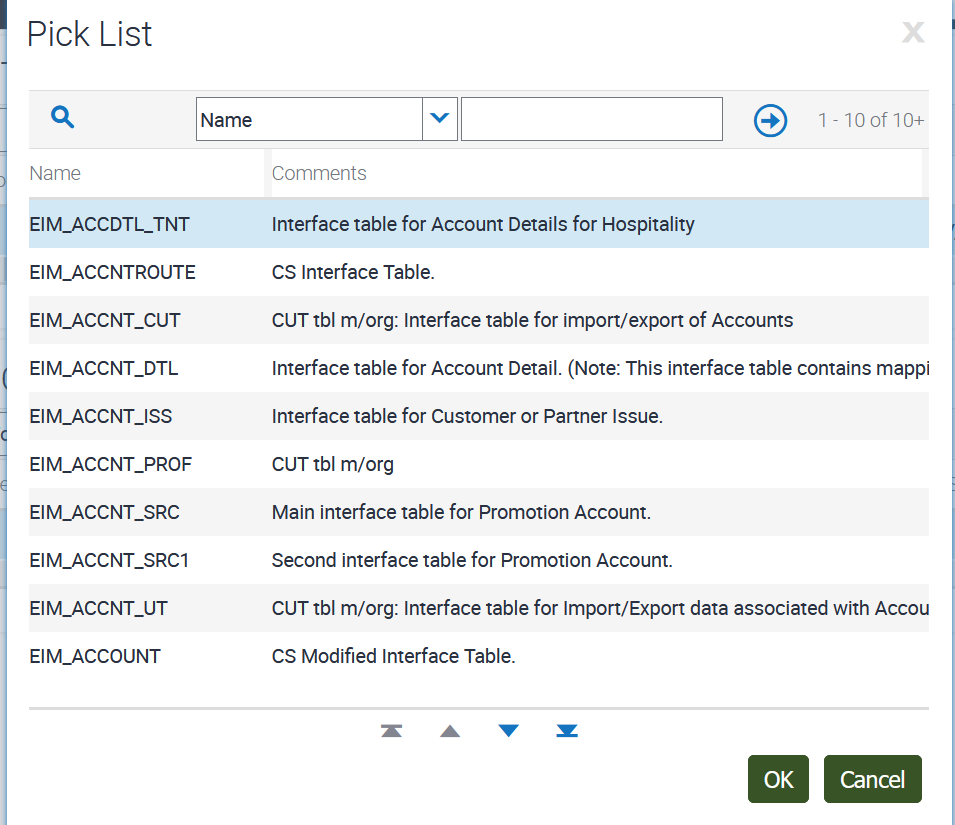 Pick List
X
Name
1 - 10 of 10+
Name Comments
EIM_ACCDTL_TNT Interface table for Account Details for Hospitality
EIM_ACCNTROUTE CS Interface Table.
EIM_ACCNT_CUT CUT tbl m/org: Interface table for import/export of Accounts
EIM_ACCNT_DTL Interface table for Account Detail. (Note: This interface table contains mappi
EIM_ACCNT_ISS Interface table for Customer or Partner Issue.
EIM_ACCNT_PROF CUT tbl m/org
EIM_ACCNT_SRC Main interface table for Promotion Account.
EIM_ACCNT_SRC1 Second interface table for Promotion Account.
EIM_ACCNT_UT CUT tbl m/org: Interface table for Import/Export data associated with Accou
EIM_ACCOUNT CS Modified Interface Table.
OK Cancel